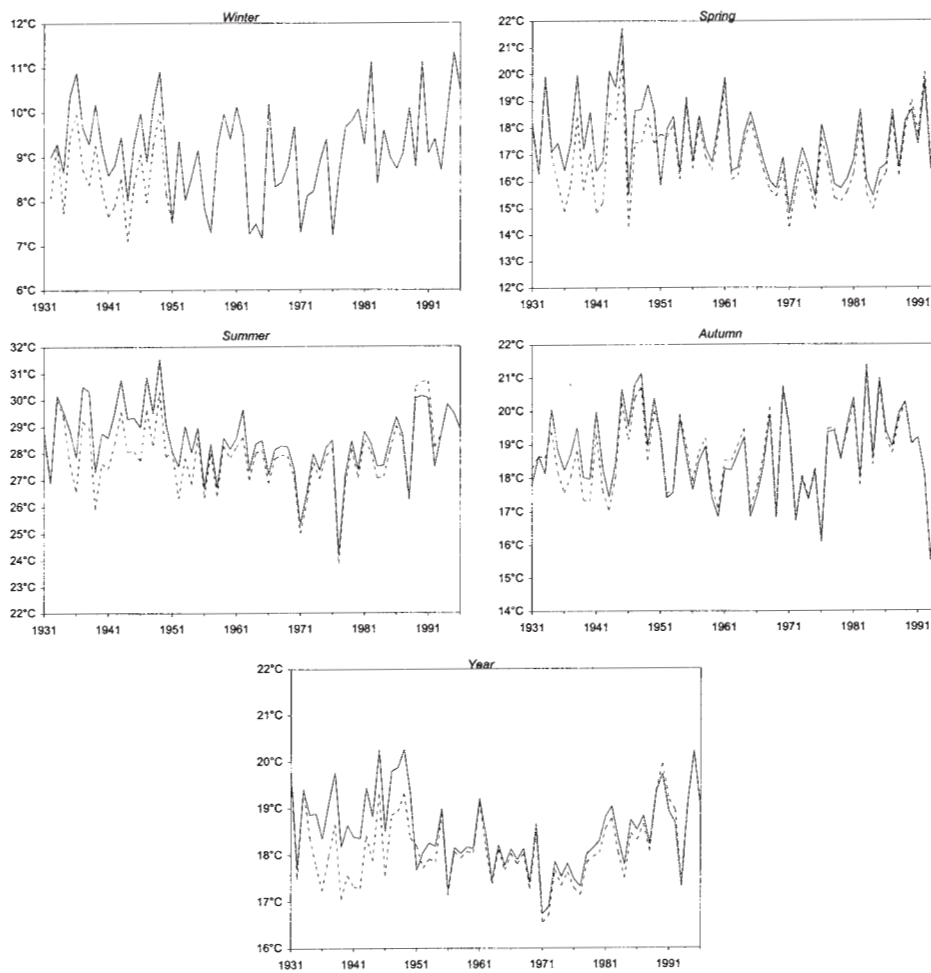 Winter
12°C
11°C
10°C
9°C
8°C
7°C
6°C
1931 1941 1951 1961 1971 1981 1991
Spring
22°C
21°C
20°C
19°C
18°C
17°C
16°C
15°C
14°C
13°C
12°C
1931 1941 1951 1961 1971 1981 1991
Summer
32°C
31°C
30°C
29°C
28°C
27°C
26°C
25°C
24°C
23°C
22°C
1931 1941 1951 1961 1971 1981 1991
Autumn
22°C
21°C
20°C
19°C
18°C
17°C
16°C
15°C
14°C
1931 1941 1951 1961 1971 1981 1991
Year
22°C
21°C
20°C
19°C
18°C
17°C
16°C
1931 1941 1951 1961 1971 1981 1991